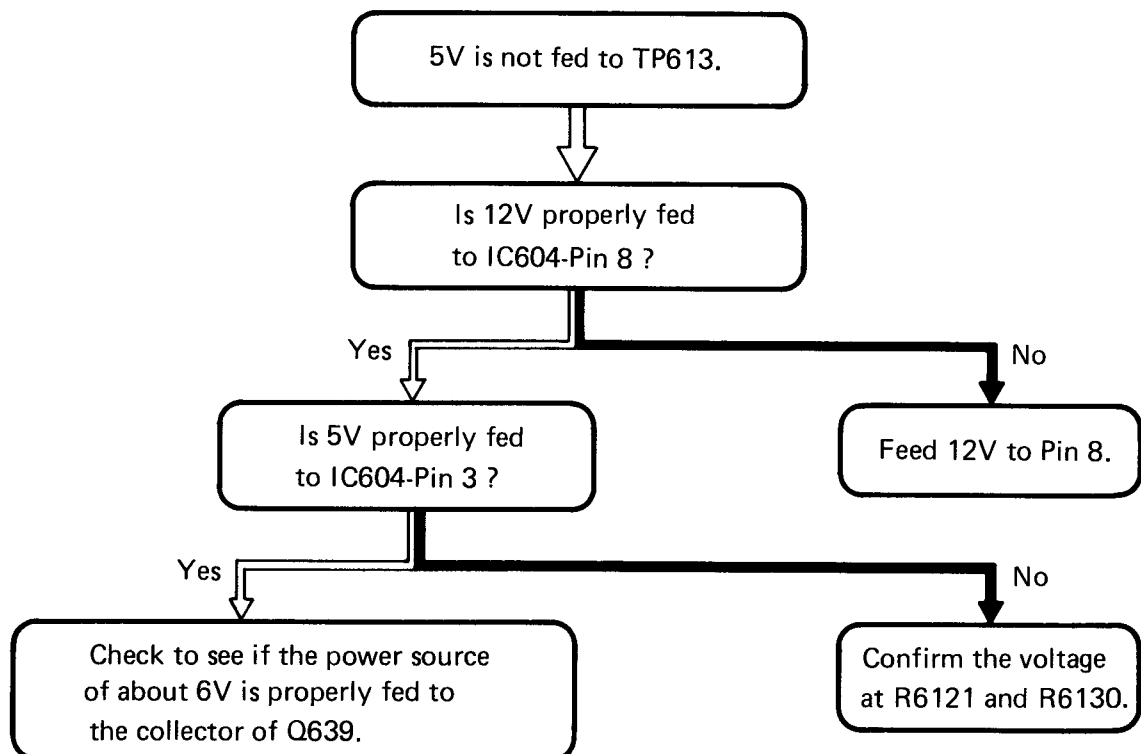 5V is not fed to TP613.
Is 12V properly fed
to IC604-Pin 8 ?
Yes
No
Is 5V properly fed
to IC604-Pin 3 ?
Feed 12V to Pin 8.
Yes
No
Check to see if the power source
of about 6V is properly fed to
the collector of Q639.
Confirm the voltage
at R6121 and R6130.